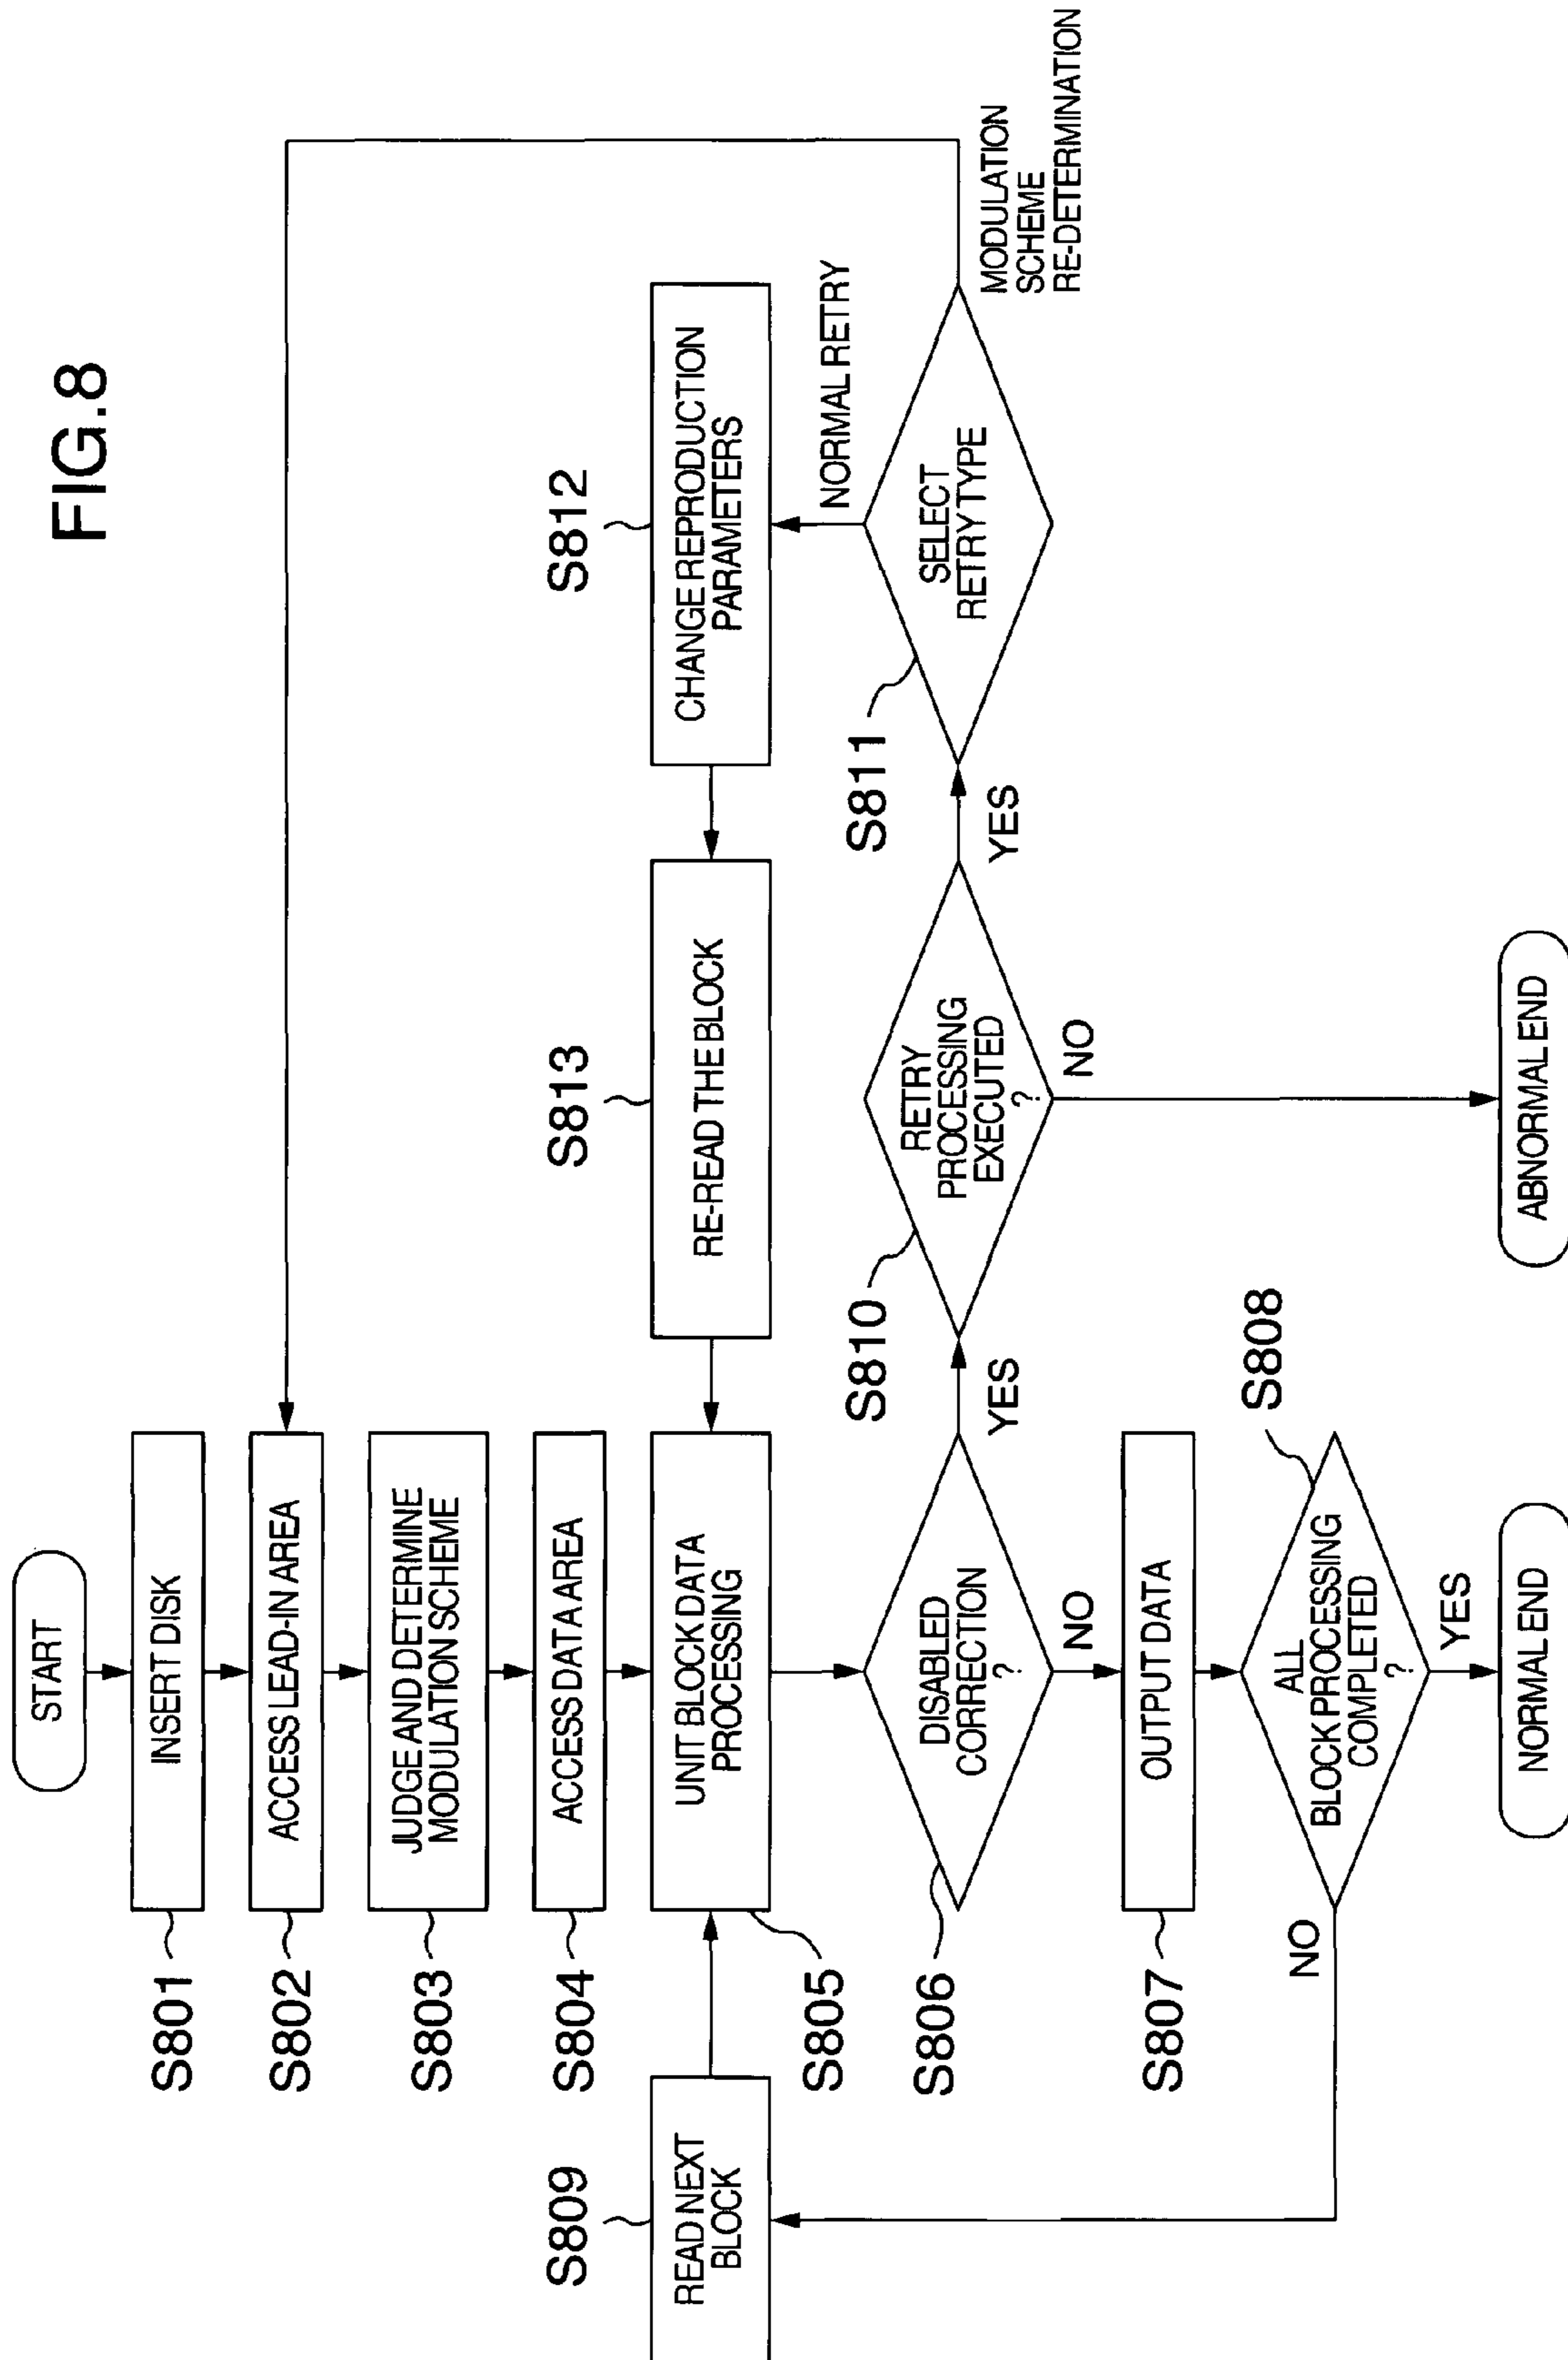 FIG.8
START
S801
INSERT DISK
S802
ACCESS LEAD-IN AREA
S803
JUDGE AND DETERMINE
MODULATION SCHEME
S804
ACCESS DATA AREA
S809
READ NEXT
BLOCK
S805
UNIT BLOCK DATA
PROCESSING
S813
RE-READ THE BLOCK
S812
CHANGE REPRODUCTION
PARAMETERS
NORMAL RETRY
S806
DISABLED
CORRECTION
?
YES
NO
S810
RETRY
PROCESSING
EXECUTED
?
YES
NO
S811
SELECT
RETRY TYPE
MODULATION
SCHEME
RE-DETERMINATION
S807
OUTPUT DATA
S808
ALL
BLOCK PROCESSING
COMPLETED
?
NO
YES
NORMAL END
ABNORMAL END